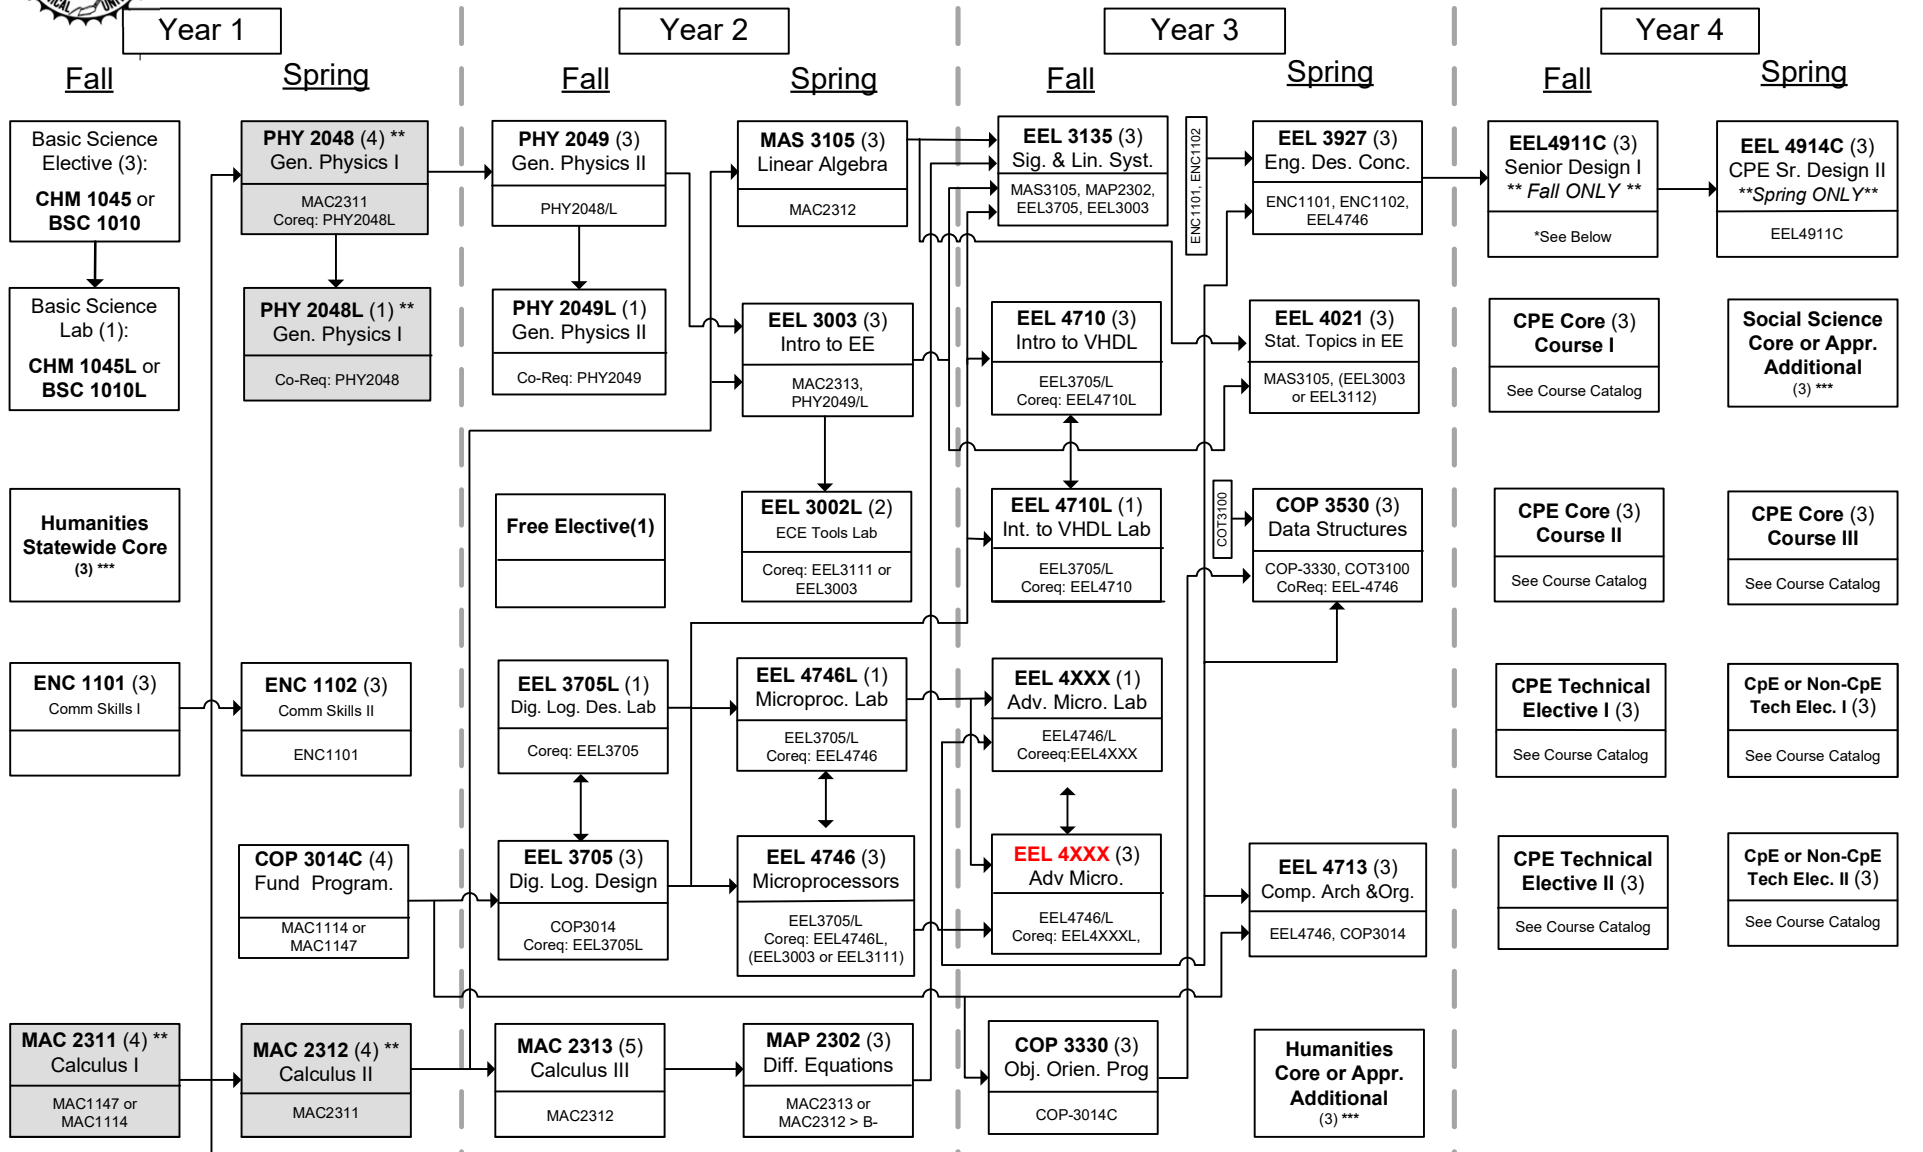 ICAL UNIV
Year 1
Year 2
Year 3
Year 4
Fall
Spring
Fall
Spring
Fall
Spring
Fall
Spring
Basic Science
Elective (3):
CHM 1045 or
BSC 1010
Basic Science
Lab (1):
CHM 1045L or
BSC 1010L
Humanities
Statewide Core
(3) ***
ENC 1101 (3)
Comm Skills I
MAC 2311 (4) **
Calculus I
MAC1147 or
MAC1114
PHY 2048 (4) **
Gen. Physics I
MAC2311
Coreq: PHY2048L
PHY 2048L (1) **
Gen. Physics I
Co-Req: PHY2048
ENC 1102 (3)
Comm Skills II
ENC1101
COP 3014C (4)
Fund Program.
MAC1114 or
MAC1147
MAC 2312 (4) **
Calculus II
MAC2311
PHY 2049 (3)
Gen. Physics II
PHY2048/L
PHY 2049L (1)
Gen. Physics II
Co-Req: PHY2049
Free Elective(1)
EEL 3705L (1)
Dig. Log. Des. Lab
Coreq: EEL3705
EEL 3705 (3)
Dig. Log. Design
COP3014
Coreq: EEL3705L
MAC 2313 (5)
Calculus III
MAC2312
MAS 3105 (3)
Linear Algebra
MAC2312
EEL 3003 (3)
Intro to EE
MAC2313,
PHY2049/L
EEL 3002L (2)
ECE Tools Lab
Coreq: EEL3111 or
EEL3003
EEL 4746L (1)
Microproc. Lab
EEL3705/L
Coreq: EEL4746
EEL 4746 (3)
Microprocessors
EEL3705/L
Coreq: EEL4746L,
(EEL3003 or EEL3111)
MAP 2302 (3)
Diff. Equations
MAC2313 or
MAC2312 > B-
EEL 3135 (3)
Sig. & Lin. Syst.
MAS3105, MAP2302,
EEL3705, EEL3003
EEL 4710 (3)
Intro to VHDL
EEL3705/L
Coreq: EEL4710L
EEL 4710L (1)
Int. to VHDL Lab
EEL3705/L
Coreq: EEL4710
EEL 4XXX (1)
Adv. Micro. Lab
EEL4746/L
Coreeq:EEL4XXX
EEL 4XXX (3)
Adv Micro.
EEL4746/L
Coreq: EEL4XXXL,
COP 3330 (3)
Obj. Orien. Prog
COP-3014C
ENC1101, ENC1102
EEL 3927 (3)
Eng. Des. Conc.
ENC1101, ENC1102,
EEL4746
EEL 4021 (3)
Stat. Topics in EE
MAS3105, (EEL3003
or EEL3112)
COT3100
COP 3530 (3)
Data Structures
COP-3330, COT3100
CoReq: EEL-4746
EEL 4713 (3)
Comp. Arch &Org.
EEL4746, COP3014
Humanities
Core or Appr.
Additional
(3) ***
EEL4911C (3)
Senior Design I
** Fall ONLY **
*See Below
CPE Core (3)
Course I
See Course Catalog
CPE Core (3)
Course II
See Course Catalog
CPE Technical
Elective I (3)
See Course Catalog
CPE Technical
Elective II (3)
See Course Catalog
EEL 4914C (3)
CPE Sr. Design II
**Spring ONLY**
EEL4911C
Social Science
Core or Appr.
Additional
(3) ***
CPE Core (3)
Course III
See Course Catalog
CpE or Non-CpE
Tech Elec. I (3)
See Course Catalog
CpE or Non-CpE
Tech Elec. II (3)
See Course Catalog